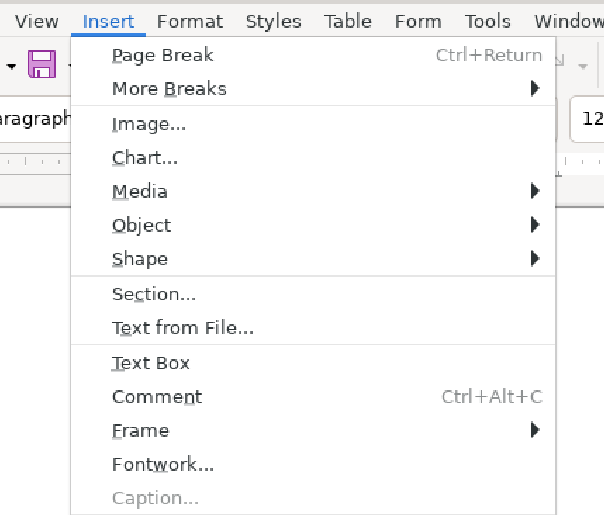 View Insert Format Styles Table Form Tools Window
aragraph 12
Page Break Ctrl+Return
More Breaks
Image...
Chart...
Media
Object
Shape
Section...
Text from File...
Text Box
Comment Ctrl+Alt+C
Frame
Fontwork...
Caption...